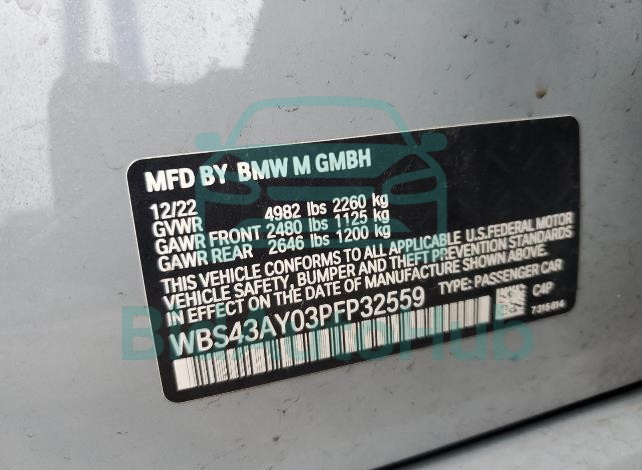 MFD BY BMW M GMBH
12/22
GVWR 4982 lbs 2260 kg
GAWR FRONT 2480 lbs 1125 kg
GAWR REAR 2646 lbs 1200 kg
THIS VEHICLE CONFORMS TO ALL APPLICABLE U.S.FEDERAL MOTOR
VEHICLE SAFETY, BUMPER AND THEFT PREVENTION STANDARDS
IN EFFECT ON THE DATE OF MANUFACTURE SHOWN ABOVE.
WBS43AY03PFP32559 TYPE: PASSENGER CAR
C4P
7315614
AutoHub